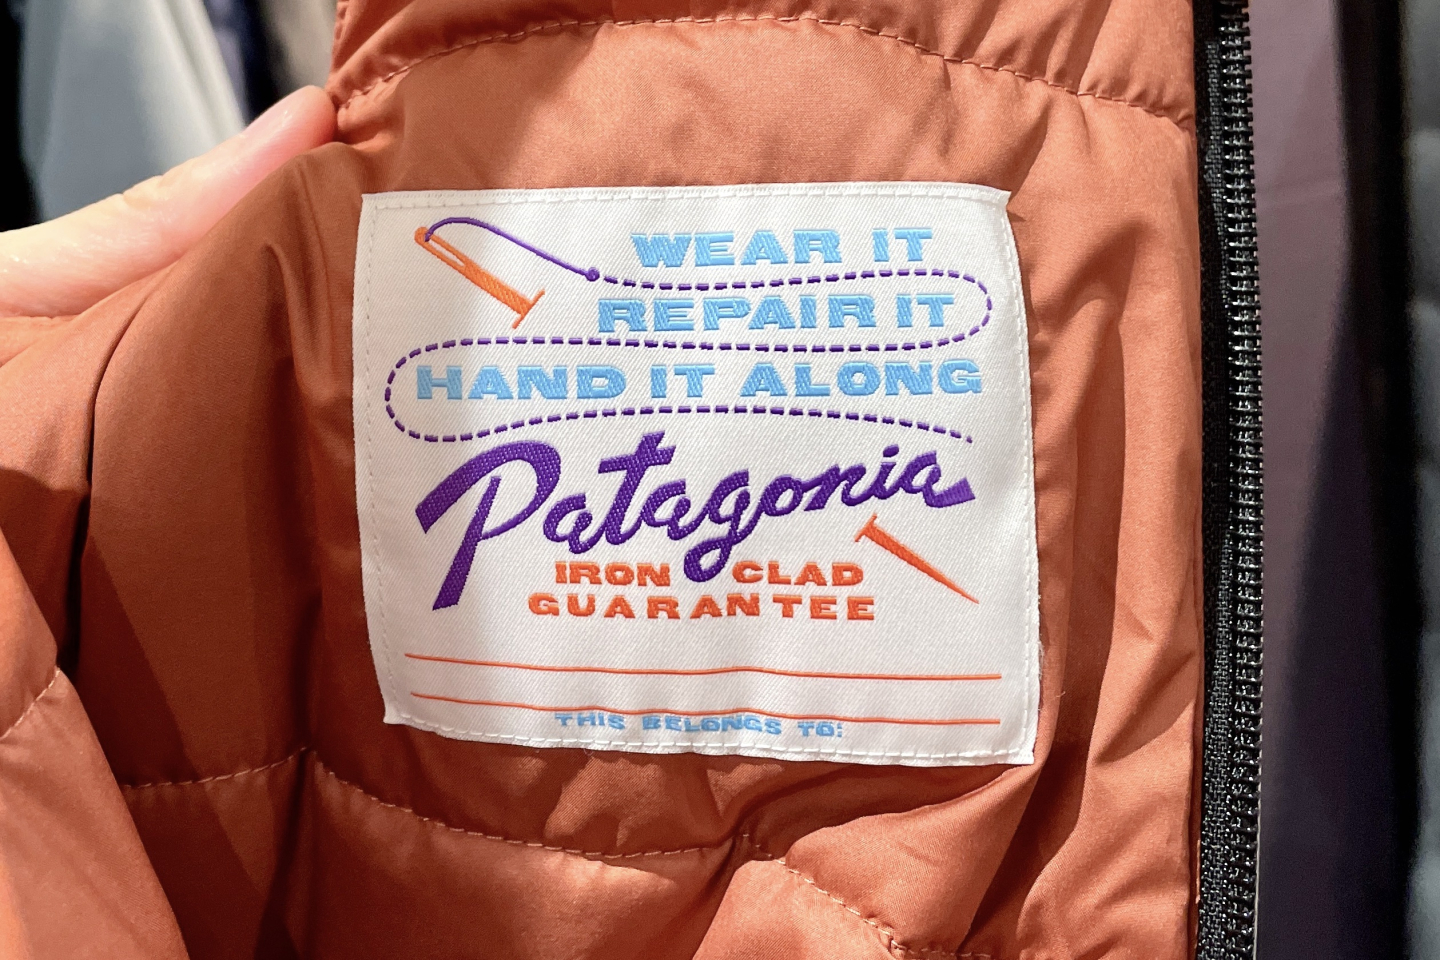 WEAR IT
REPAIR IT
HAND IT ALONG
Patagonia
IRON CLAD
GUARANTEE
THIS BELONGS TO: